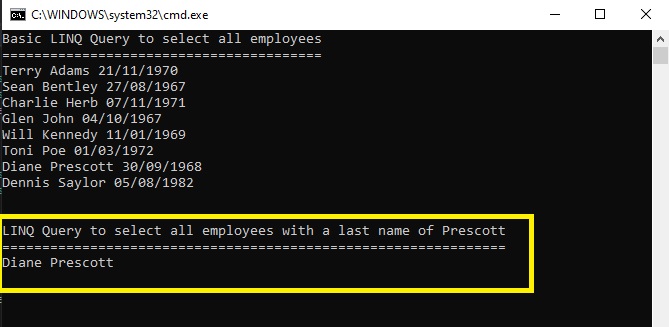 C:\WINDOWS\system32\cmd.exe
Basic LINQ Query to select all employees
========================================
Terry Adams 21/11/1970
Sean Bentley 27/08/1967
Charlie Herb 07/11/1971
Glen John 04/10/1967
Will Kennedy 11/01/1969
Toni Poe 01/03/1972
Diane Prescott 30/09/1968
Dennis Saylor 05/08/1982
LINQ Query to select all employees with a last name of Prescott
===============================================================
Diane Prescott